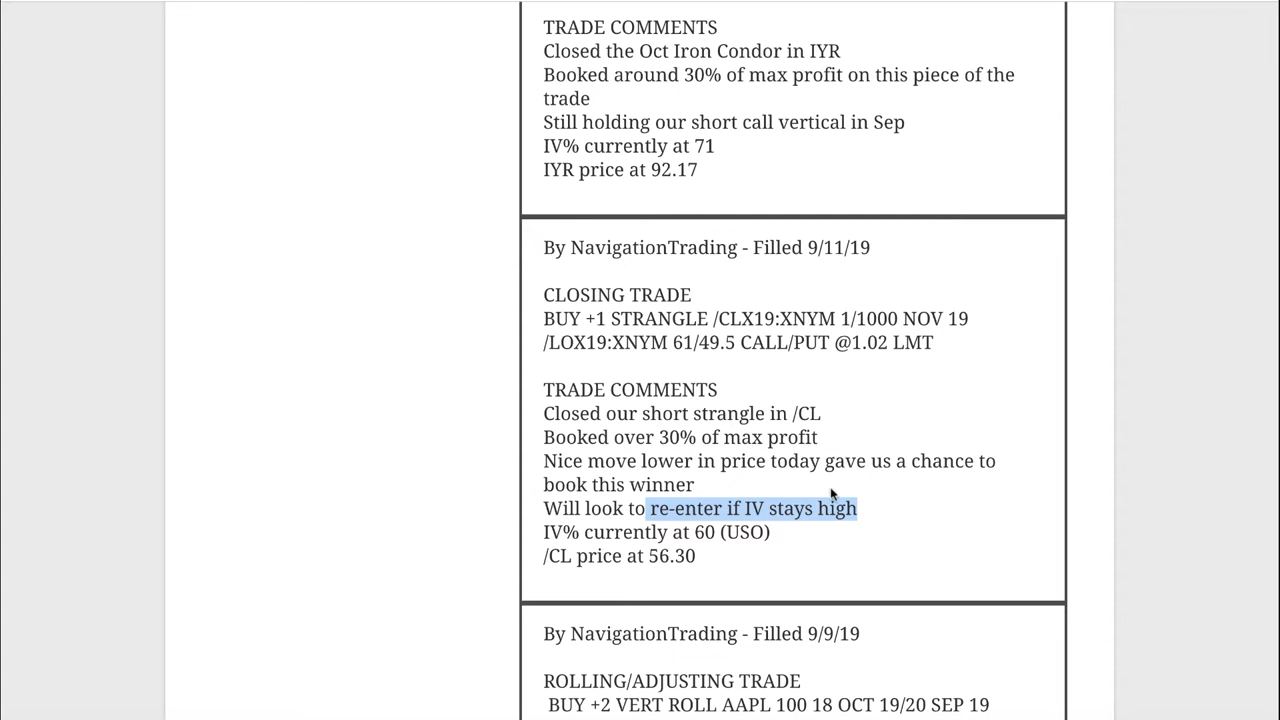 TRADE COMMENTS
Closed the Oct Iron Condor in IYR
Booked around 30% of max profit on this piece of the
trade
Still holding our short call vertical in Sep
IV% currently at 71
IYR price at 92.17
By NavigationTrading - Filled 9/11/19
CLOSING TRADE
BUY +1 STRANGLE /CLX19:XNYM 1/1000 NOV 19
/LOX19:XNYM 61/49.5 CALL/PUT @1.02 LMT
TRADE COMMENTS
Closed our short strangle in /CL
Booked over 30% of max profit
Nice move lower in price today gave us a chance to
book this winner
Will look to re-enter if IV stays high
IV% currently at 60 (USO)
/CL price at 56.30
By NavigationTrading - Filled 9/9/19
ROLLING/ADJUSTING TRADE
BUY +2 VERT ROLL AAPL 100 18 OCT 19/20 SEP 19